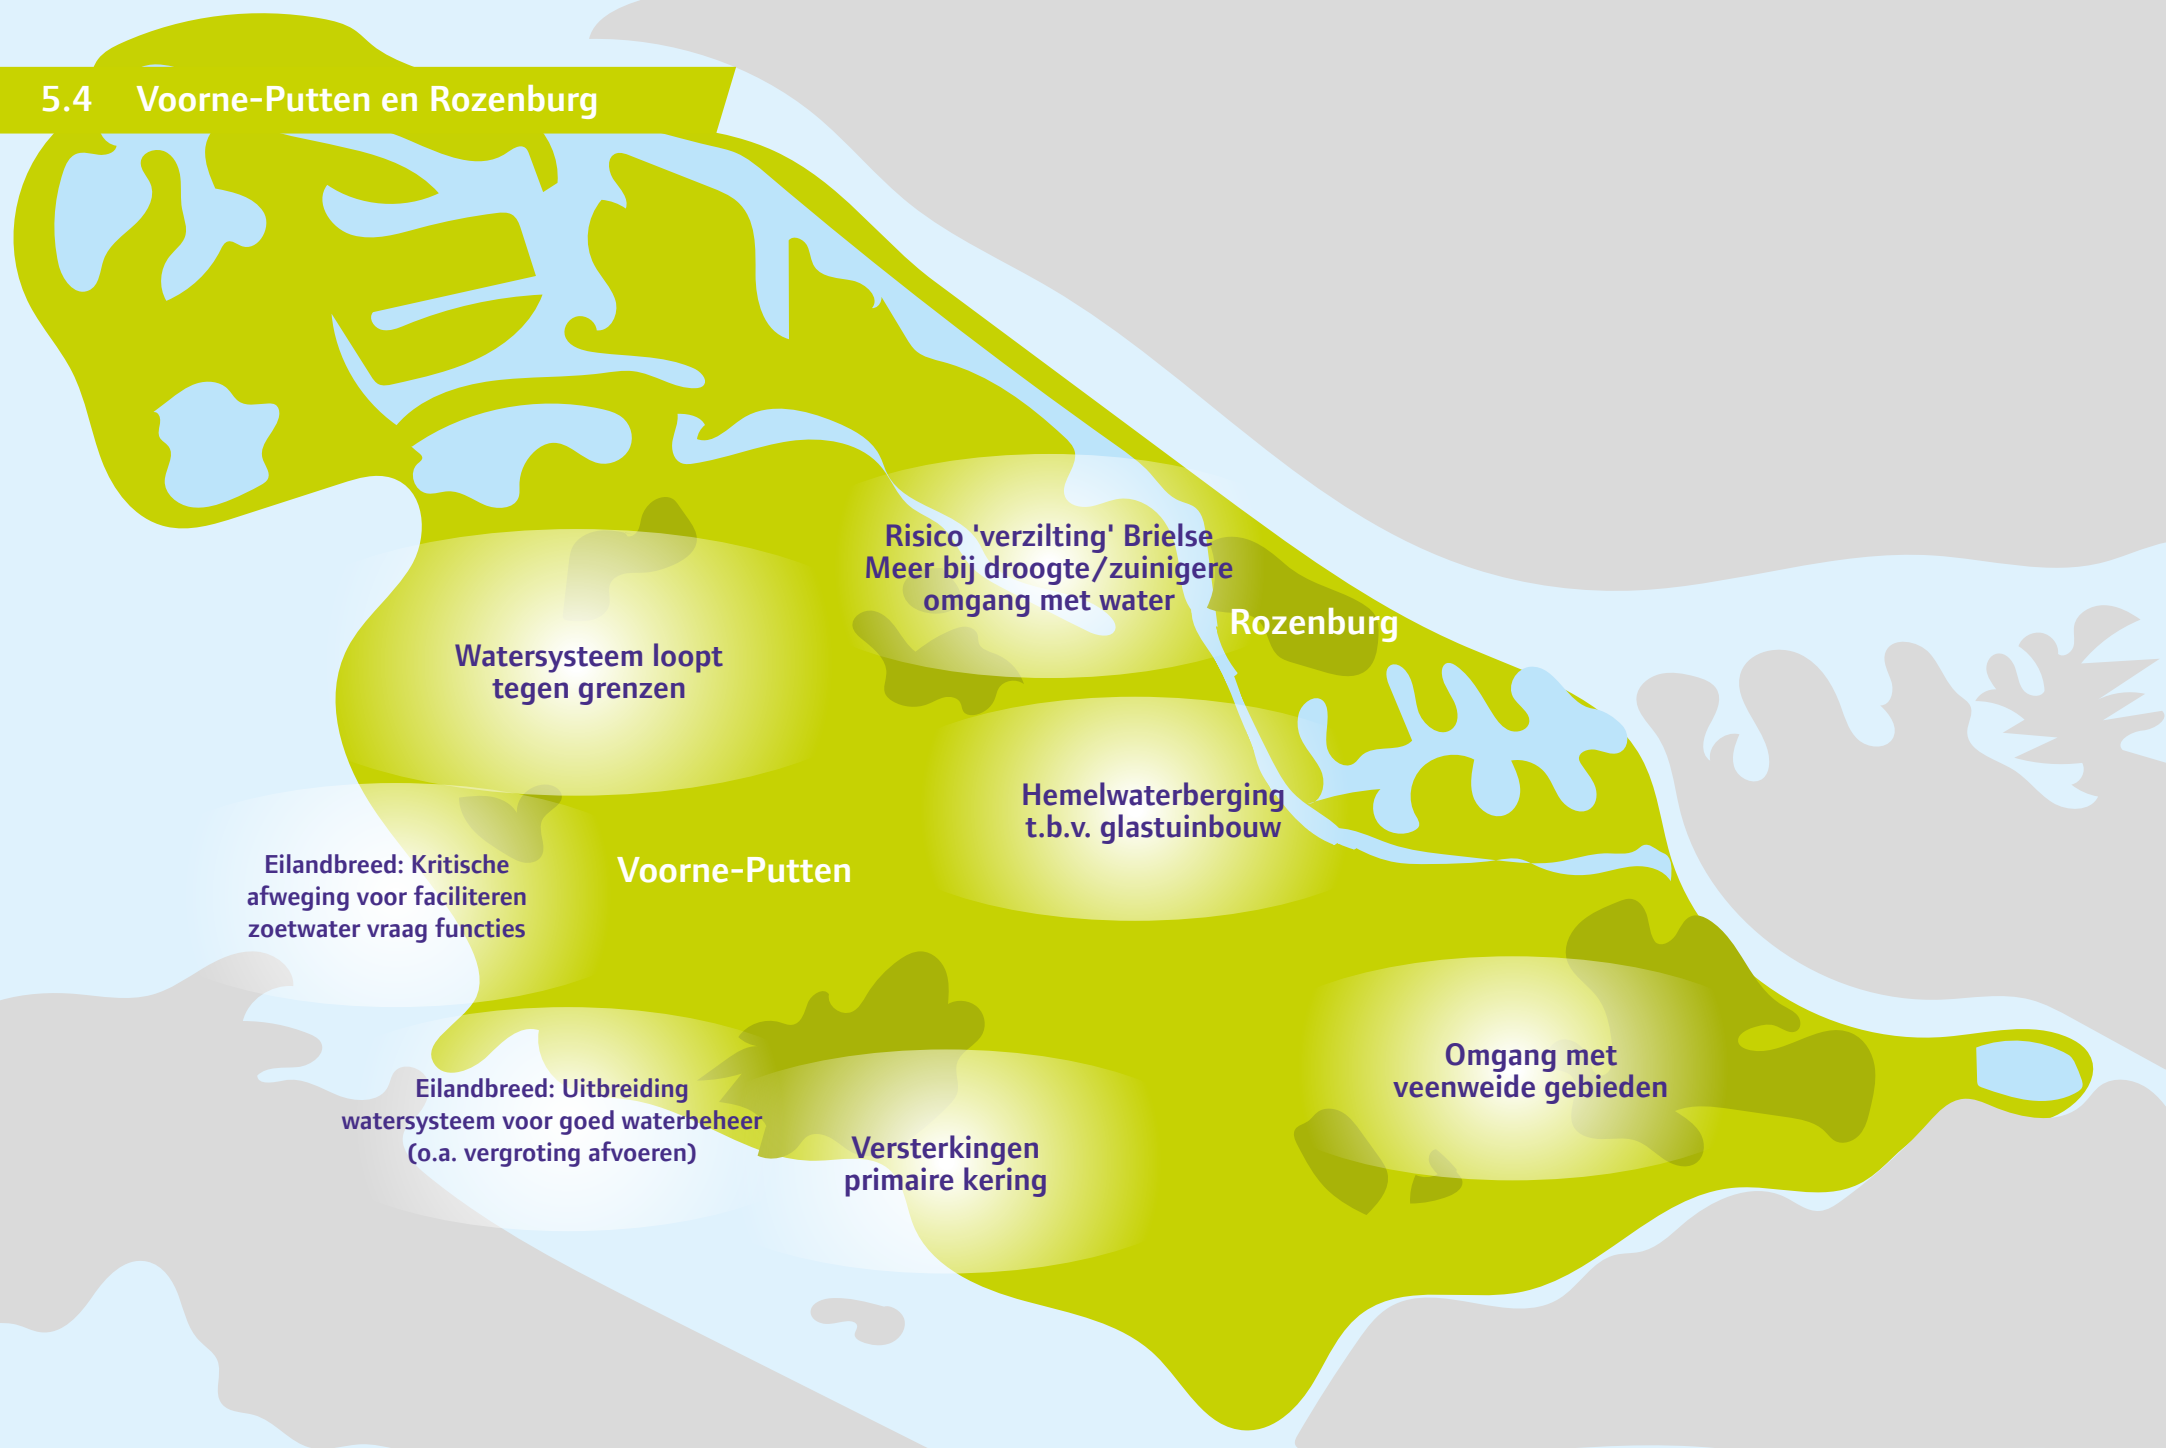 5.4 Voorne-Putten en Rozenburg
Risico 'verzilting' Brielse
Meer bij droogte/zuinigere
omgang met water
Rozenburg
Watersysteem loopt
tegen grenzen
Hemelwaterberging
t.b.v. glastuinbouw
Voorne-Putten
Eilandbreed: Kritische
afweging voor faciliteren
zoetwater vraag functies
Omgang met
veenweide gebieden
Eilandbreed: Uitbreiding
watersysteem voor goed waterbeheer
(o.a. vergroting afvoeren)
Versterkingen
primaire kering